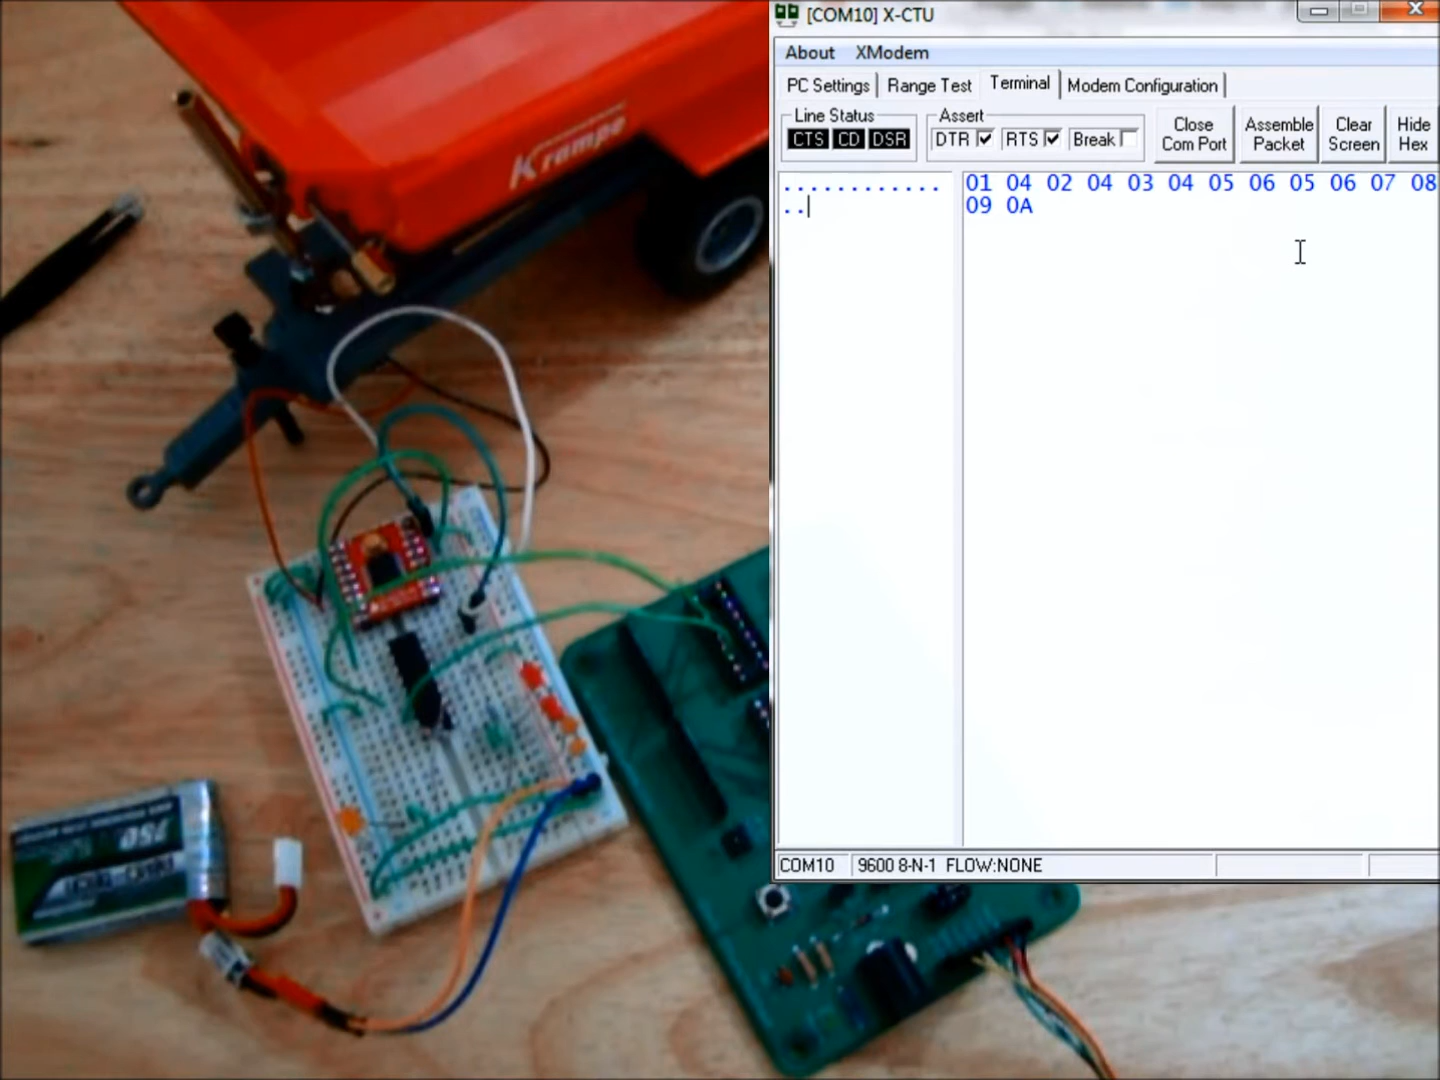 [COM10] X-CTU
About XModem
PC Settings Range Test Terminal Modem Configuration
Line Status Assert
CTS CD DSR DTR RTS Break
Close Com Port
Assemble Packet
Clear Screen
Hide Hex
............ 01 04 02 04 03 04 05 06 05 06 07 08
.. 09 0A
COM10 9600 8-N-1 FLOW:NONE
Krampe